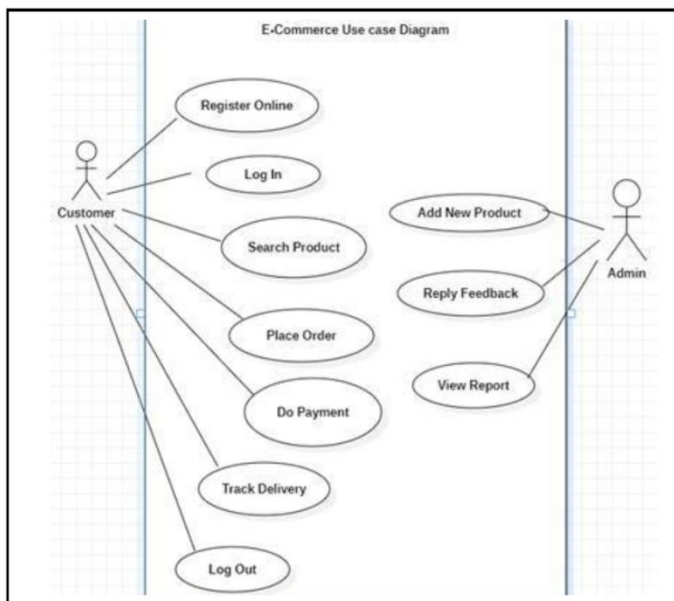 E-Commerce Use case Diagram
Register Online
Log In
Customer
Add New Product
Search Product
Admin
Reply Feedback
Place Order
View Report
Do Payment
Track Delivery
Log Out